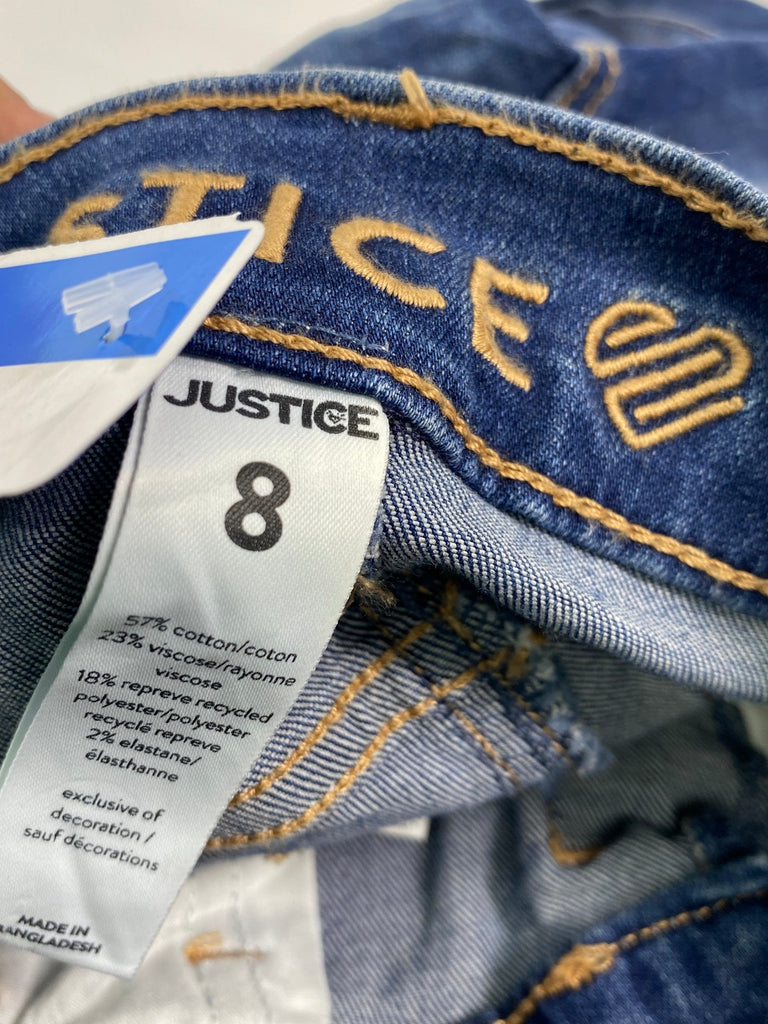 STICE
JUSTICE
8
57% cotton/coton
23% viscose/rayonne
viscose
18% repreve recycled
polyester/polyester
recyclé repreve
2% elastane/
élasthanne
exclusive of
decoration /
sauf décorations
MADE IN
BANGLADESH